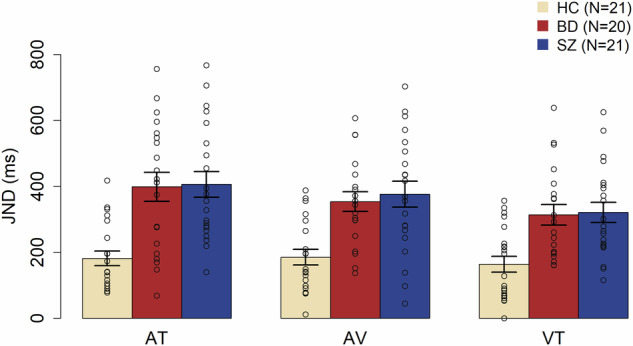 HC (N=21)
BD (N=20)
SZ (N=21)
JND (ms)
800
600
400
200
0
AT
AV
VT